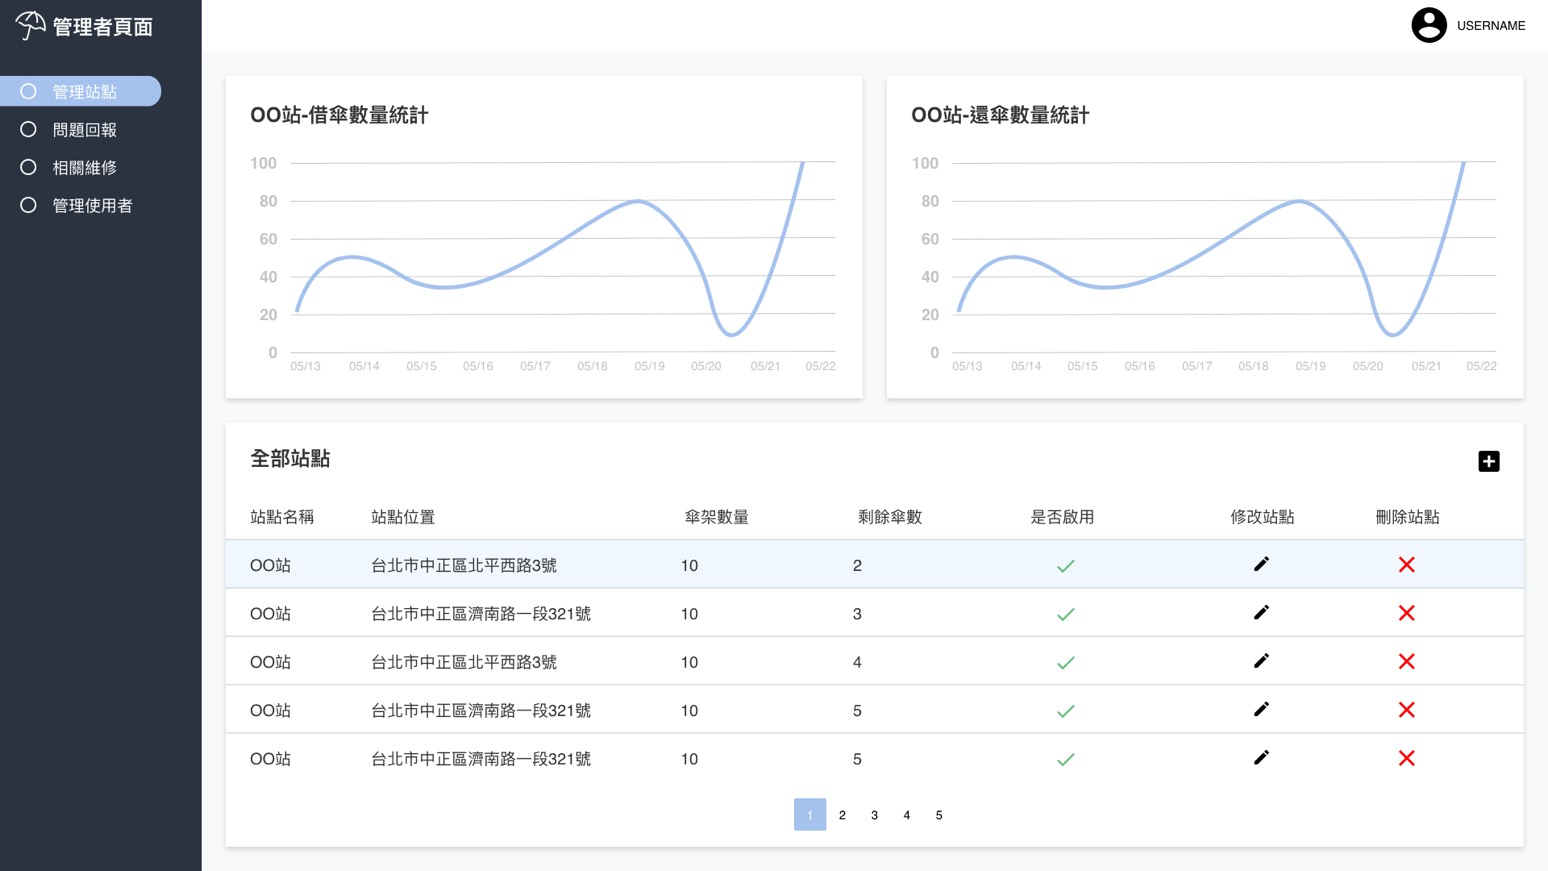 管理者頁面
USERNAME
管理站點
問題回報
相關維修
管理使用者
OO站-借傘數量統計
100
80
60
40
20
0
05/13 05/14 05/15 05/16 05/17 05/18 05/19 05/20 05/21 05/22
OO站-還傘數量統計
100
80
60
40
20
0
05/13 05/14 05/15 05/16 05/17 05/18 05/19 05/20 05/21 05/22
全部站點
站點名稱 站點位置 傘架數量 剩餘傘數 是否啟用 修改站點 刪除站點
OO站 台北市中正區北平西路3號 10 2
OO站 台北市中正區濟南路一段321號 10 3
OO站 台北市中正區北平西路3號 10 4
OO站 台北市中正區濟南路一段321號 10 5
OO站 台北市中正區濟南路一段321號 10 5
1 2 3 4 5